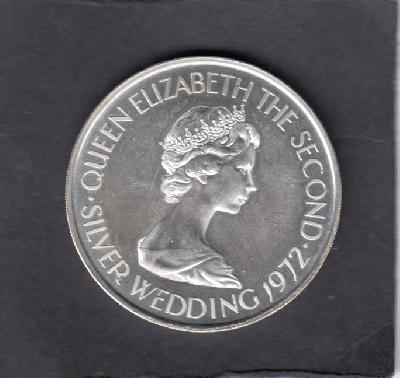 · QUEEN ELIZABETH THE SECOND ·
SILVER WEDDING 1972